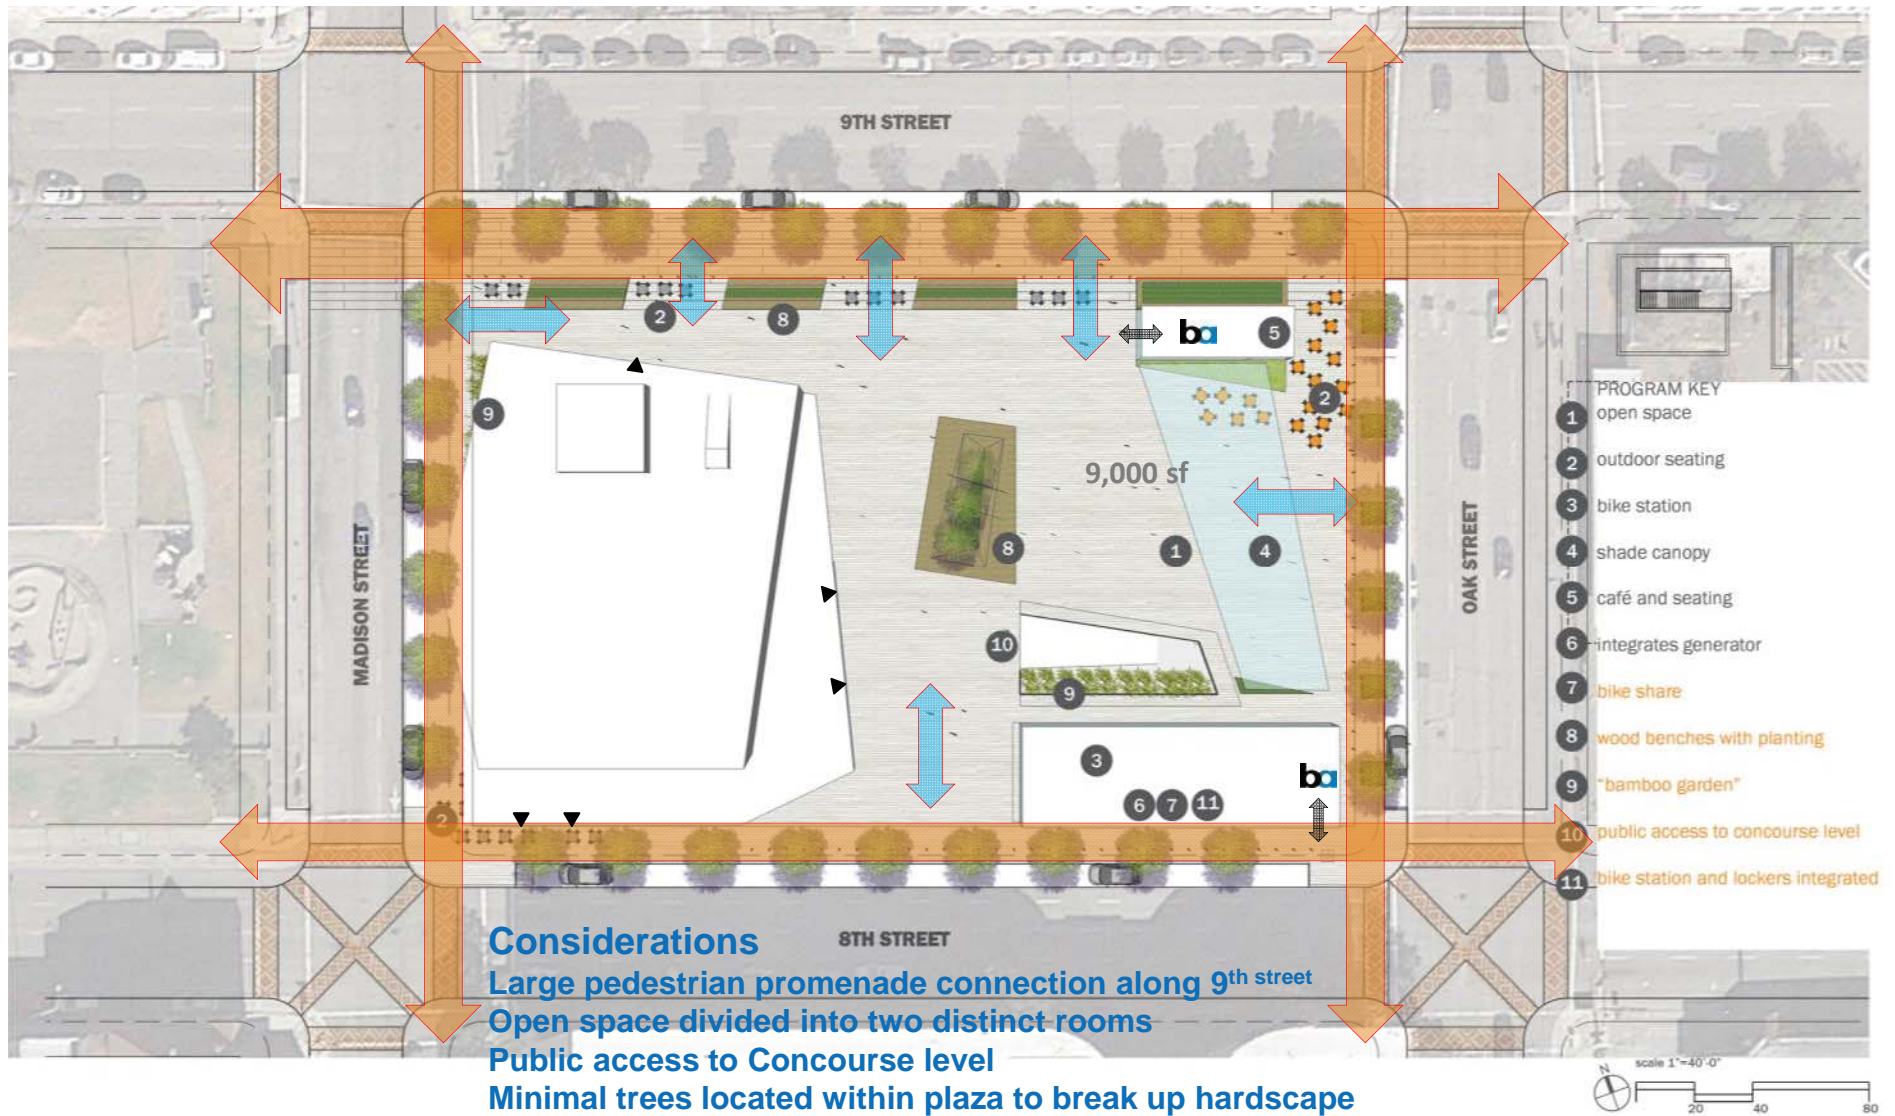 9TH STREET
2
8
ba
5
9
2
9,000 sf
8
1
4
10
9
3
ba
6
7
11
2
MADISON STREET
OAK STREET
8TH STREET
PROGRAM KEY
1 open space
2 outdoor seating
3 bike station
4 shade canopy
5 café and seating
6 integrates generator
7 bike share
8 wood benches with planting
9 "bamboo garden"
10 public access to concourse level
11 bike station and lockers integrated
Considerations
Large pedestrian promenade connection along 9th street
Open space divided into two distinct rooms
Public access to Concourse level
Minimal trees located within plaza to break up hardscape
N
scale 1"=40'-0"
20 40 80